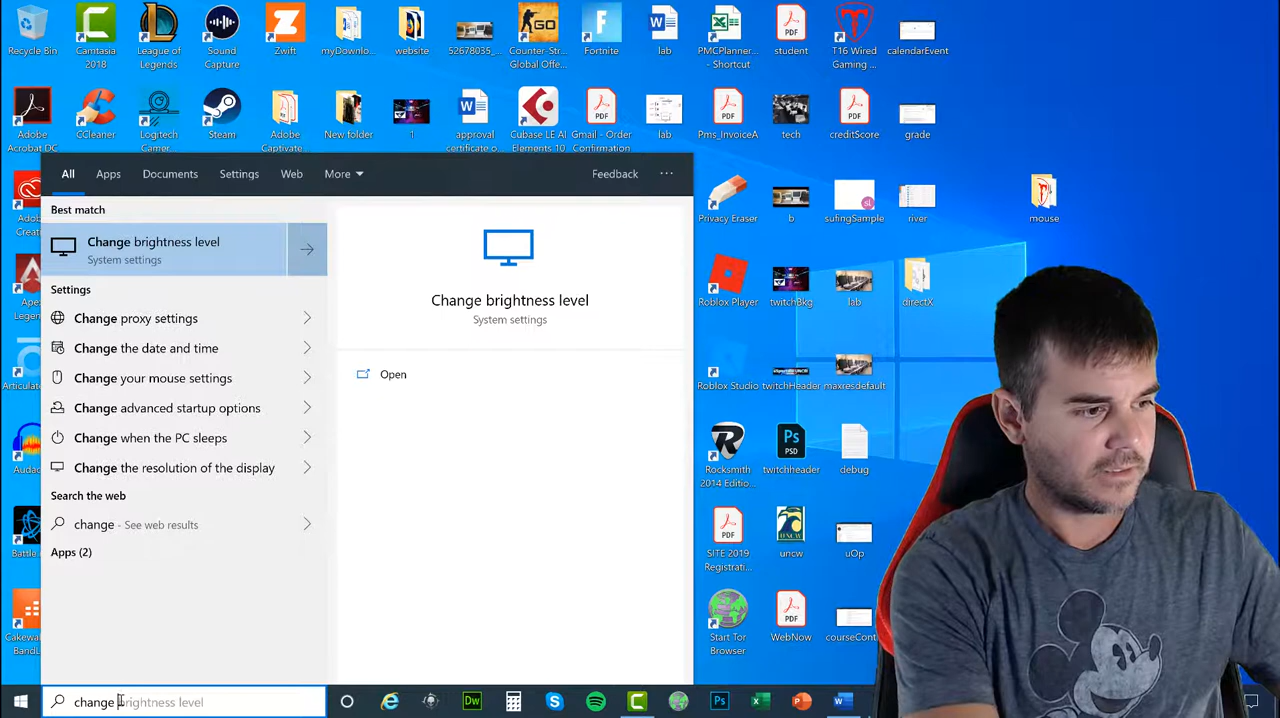 Recycle Bin
Camtasia
2018
League of
Legends
Sound
Capture
Zwift
myDownlo...
website
52678035_...
Counter-Str...
Global Offe...
Fortnite
lab
PMCPlanner...
- Shortcut
student
T16 Wired
Gaming ...
calendarEvent
Adobe
Acrobat DC
CCleaner
Logitech
Gamer...
Steam
Adobe
Captivate...
New folder
1
approval
certificate o...
Cubase LE AI
Elements 10
Gmail - Order
Confirmation
lab
Pms_InvoiceA
tech
creditScore
grade
All
Apps
Documents
Settings
Web
More
Feedback
Best match
Change brightness level
System settings
Settings
Change proxy settings
Change the date and time
Change your mouse settings
Change advanced startup options
Change when the PC sleeps
Change the resolution of the display
Search the web
change - See web results
Apps (2)
Change brightness level
System settings
Open
Privacy Eraser
b
sufingSample
river
mouse
Roblox Player
twitchBkg
lab
directX
Roblox Studio
twitchHeader
maxresdefault
Rocksmith
2014 Editio...
twitchheader
debug
SITE 2019
Registrati...
uncw
uOp
Start Tor
Browser
WebNow
courseCont...
change brightness level